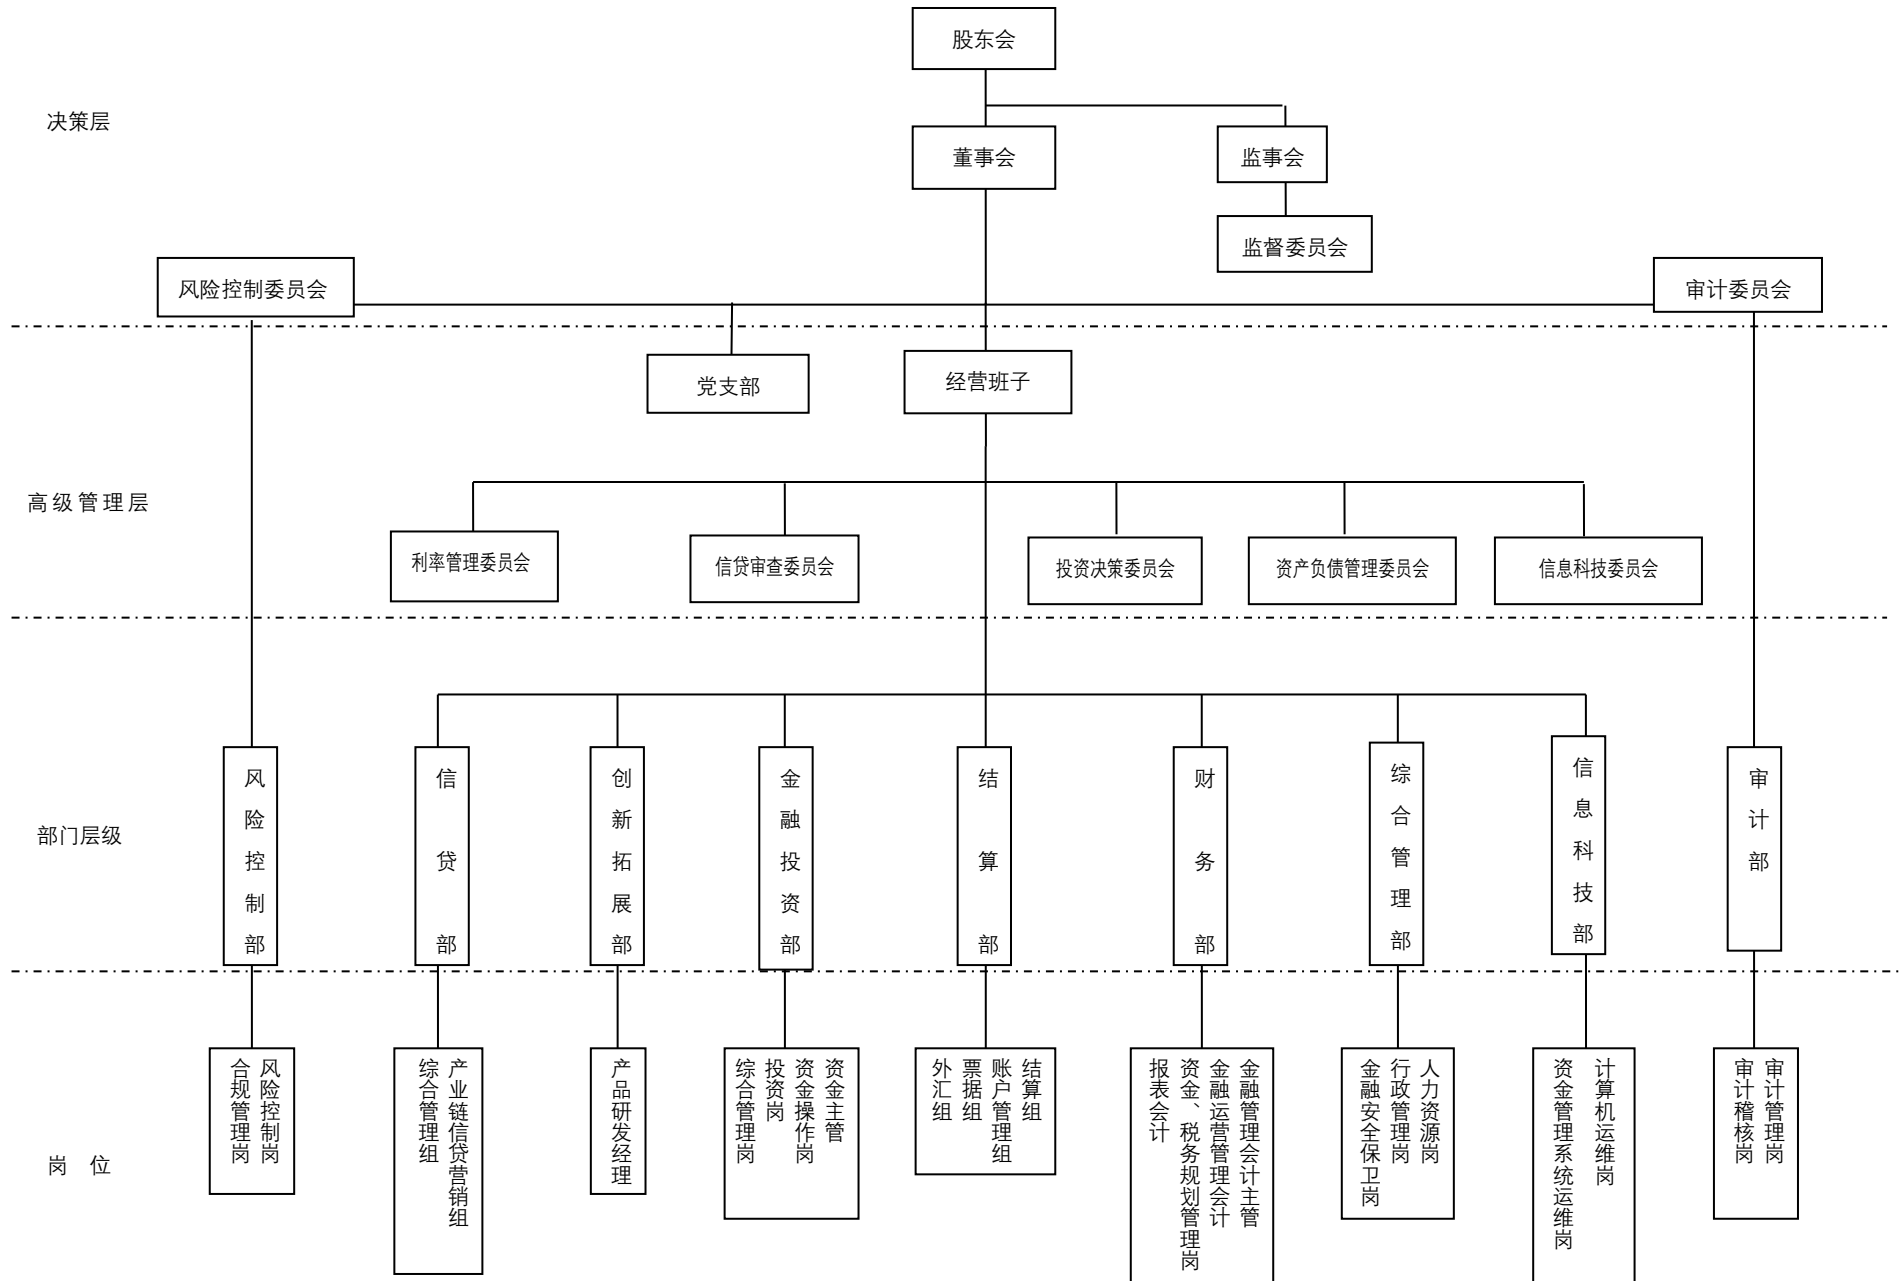 股东会
决策层
董事会
监事会
监督委员会
风险控制委员会
审计委员会
党支部
经营班子
高级管理层
利率管理委员会
信贷审查委员会
投资决策委员会
资产负债管理委员会
信息科技委员会
部门层级
风险控制部
信贷部
创新拓展部
金融投资部
结算部
财务部
综合管理部
信息科技部
审计部
岗 位
风险控制岗
合规管理岗
产业链信贷营销组
综合管理组
产品研发经理
资金主管
资金操作岗
投资岗
综合管理岗
结算组
账户管理组
票据组
外汇组
金融管理会计主管
金融运营管理会计
资金、税务规划管理岗
报表会计
人力资源岗
行政管理岗
金融安全保卫岗
计算机运维岗
资金管理系统运维岗
审计管理岗
审计稽核岗